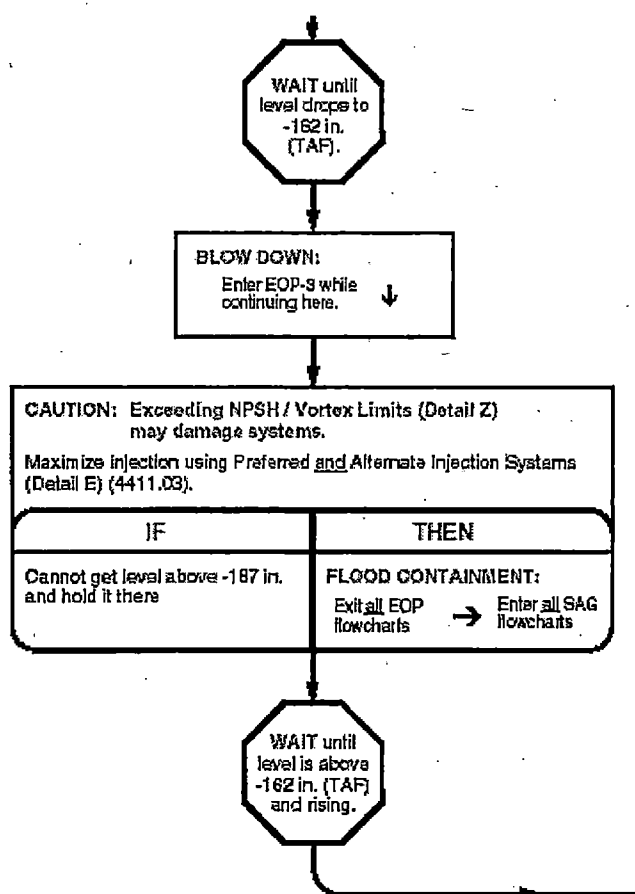 WAIT until
level drops to
-162 in.
(TAF).
BLOW DOWN:
Enter EOP-3 while
continuing here.
CAUTION: Exceeding NPSH / Vortex Limits (Detail Z)
may damage systems.
Maximize Injection using Preferred and Alternate Injection Systems
(Detail E) (4411.03).
IF
THEN
Cannot get level above -187 in.
and hold it there
FLOOD CONTAINMENT:
Exit all EOP
flowcharts
Enter all SAG
flowcharts
WAIT until
level is above
-162 in. (TAF)
and rising.